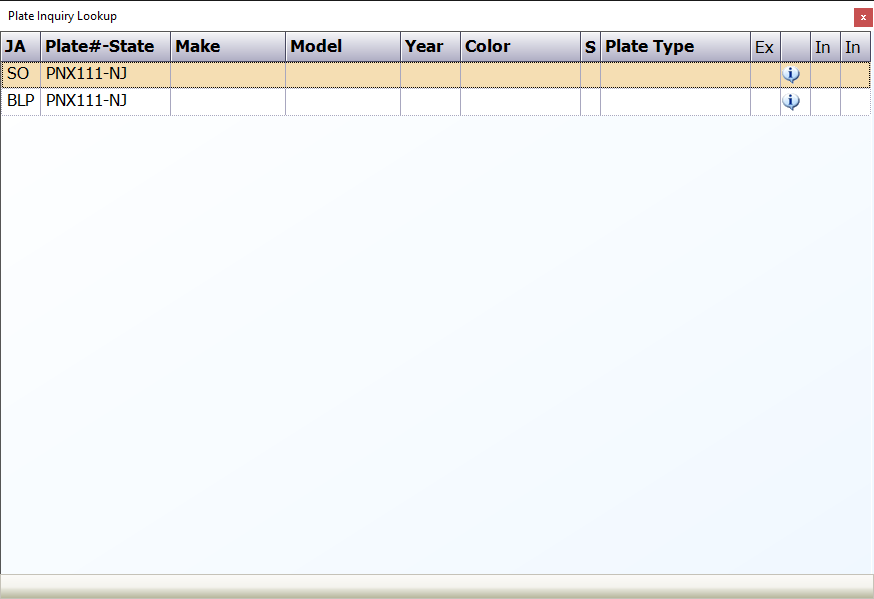 Plate Inquiry Lookup
JA Plate#-State Make Model Year Color S Plate Type Ex In In
SO PNX111-NJ
BLP PNX111-NJ